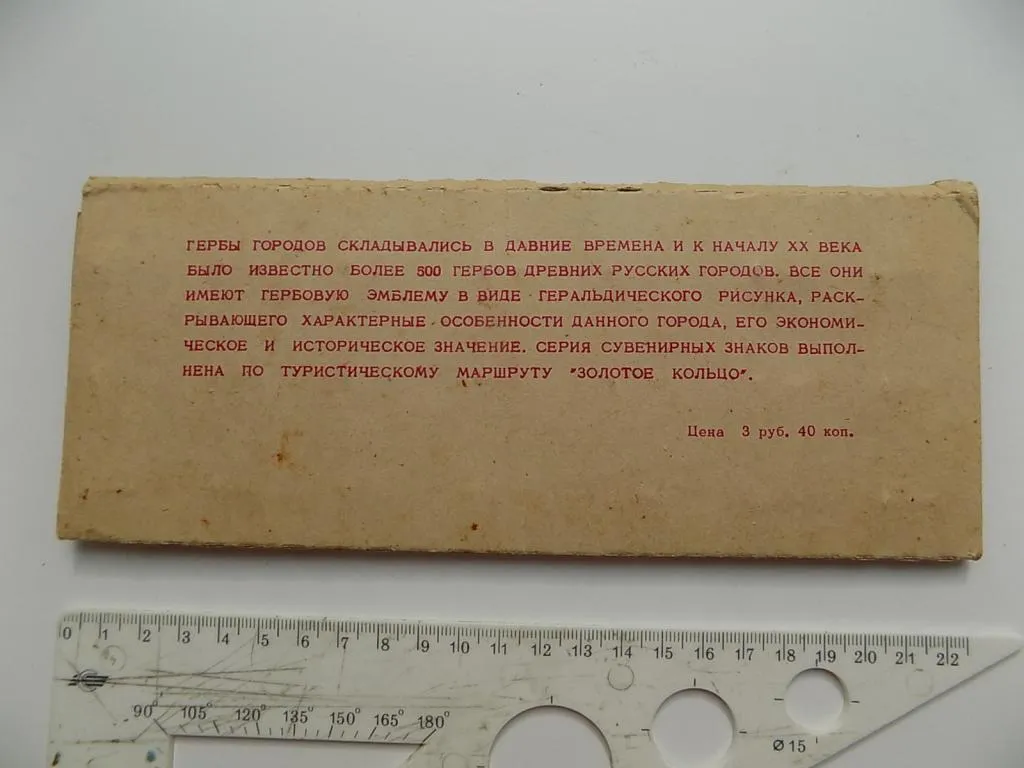 ГЕРБЫ ГОРОДОВ СКЛАДЫВАЛИСЬ В ДАВНИЕ ВРЕМЕНА И К НАЧАЛУ XX ВЕКА
БЫЛО ИЗВЕСТНО БОЛЕЕ 500 ГЕРБОВ ДРЕВНИХ РУССКИХ ГОРОДОВ. ВСЕ ОНИ
ИМЕЮТ ГЕРБОВУЮ ЭМБЛЕМУ В ВИДЕ ГЕРАЛЬДИЧЕСКОГО РИСУНКА, РАСК-
РЫВАЮЩЕГО ХАРАКТЕРНЫЕ ОСОБЕННОСТИ ДАННОГО ГОРОДА, ЕГО ЭКОНОМИ-
ЧЕСКОЕ И ИСТОРИЧЕСКОЕ ЗНАЧЕНИЕ. СЕРИЯ СУВЕНИРНЫХ ЗНАКОВ ВЫПОЛ-
НЕНА ПО ТУРИСТИЧЕСКОМУ МАРШРУТУ "ЗОЛОТОЕ КОЛЬЦО".
Цена 3 руб. 40 коп.
0 1 2 3 4 5 6 7 8 9 10 11 12 13 14 15 16 17 18 19 20 21 22
90° 105° 120° 135° 150° 165° 180°
Ø 15